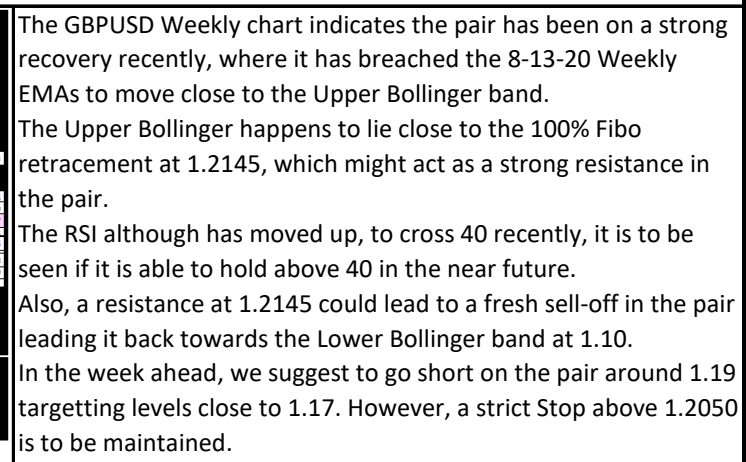 The GBPUSD Weekly chart indicates the pair has been on a strong
recovery recently, where it has breached the 8-13-20 Weekly
EMAs to move close to the Upper Bollinger band.
The Upper Bollinger happens to lie close to the 100% Fibo
retracement at 1.2145, which might act as a strong resistance in
the pair.
The RSI although has moved up, to cross 40 recently, it is to be
seen if it is able to hold above 40 in the near future.
Also, a resistance at 1.2145 could lead to a fresh sell-off in the pair
leading it back towards the Lower Bollinger band at 1.10.
In the week ahead, we suggest to go short on the pair around 1.19
targetting levels close to 1.17. However, a strict Stop above 1.2050
is to be maintained.